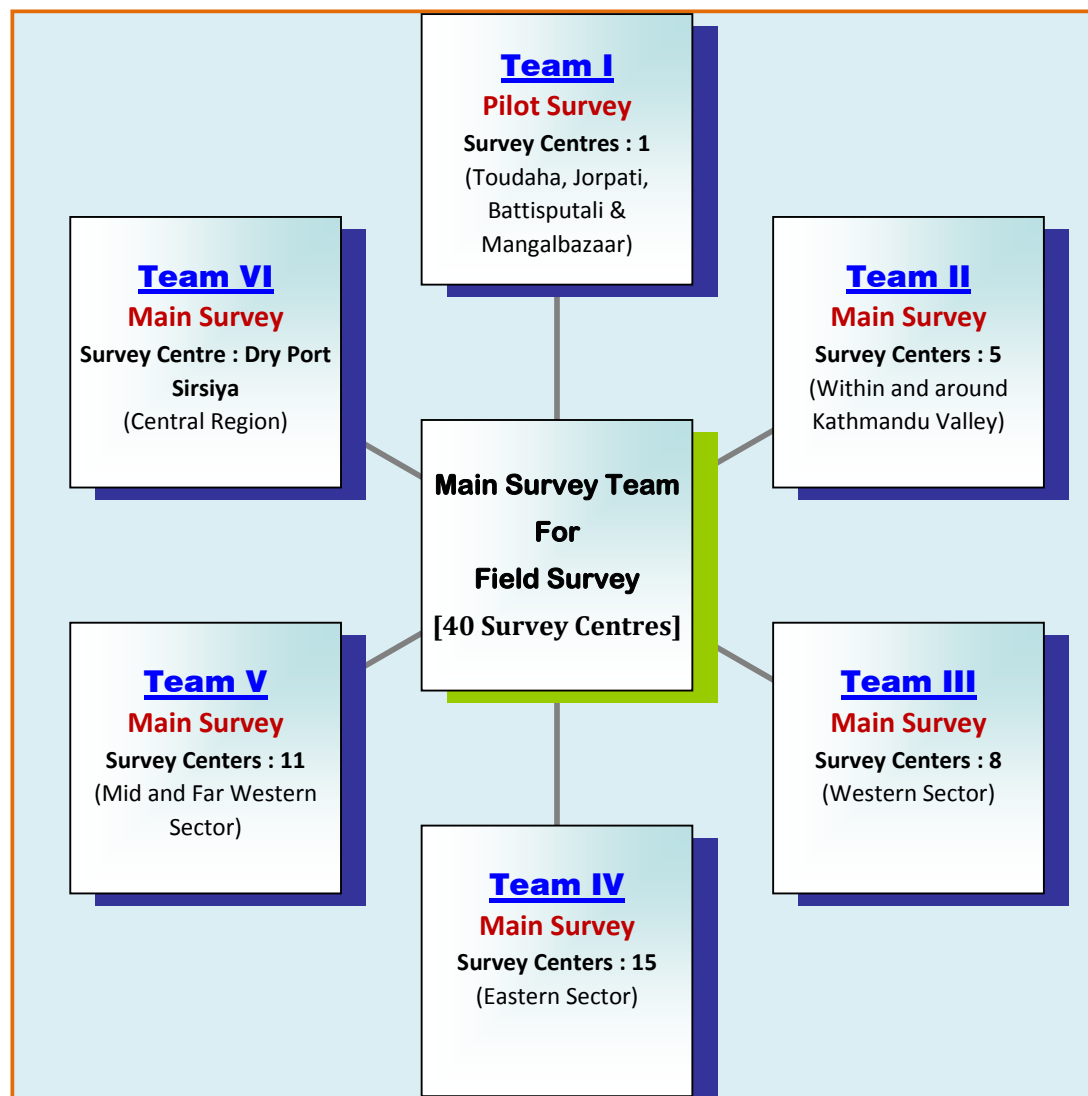 Team I
Pilot Survey
Survey Centres : 1
(Toudaha, Jorpati,
Battisputali &
Mangalbazaar)
Team VI
Main Survey
Survey Centre : Dry Port
Sirsiya
(Central Region)
Team II
Main Survey
Survey Centers : 5
(Within and around
Kathmandu Valley)
Main Survey Team
For
Field Survey
[40 Survey Centres]
Team V
Main Survey
Survey Centers : 11
(Mid and Far Western
Sector)
Team III
Main Survey
Survey Centers : 8
(Western Sector)
Team IV
Main Survey
Survey Centers : 15
(Eastern Sector)